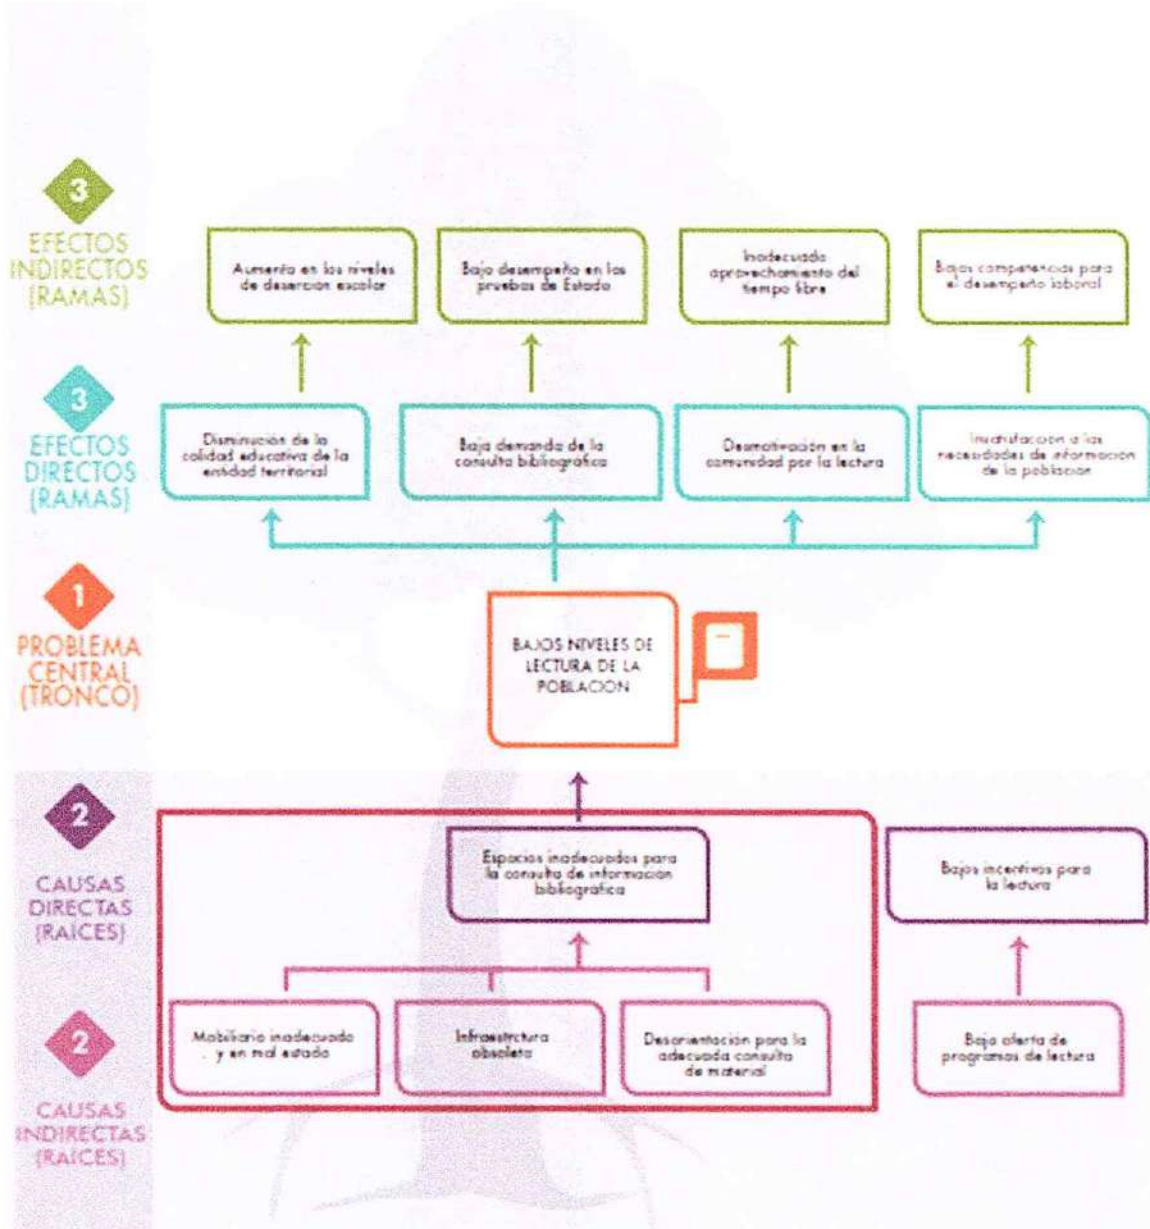 3
EFECTOS
INDIRECTOS
(RAMAS)
Aumento en los niveles
de deserción escolar
Bajo desempeño en las
pruebas de Estado
Inadecuado
aprovechamiento del
tiempo libre
Bajas competencias para
el desempeño laboral
3
EFECTOS
DIRECTOS
(RAMAS)
Disminución de la
calidad educativa de la
entidad territorial
Baja demanda de la
consulta bibliográfica
Desmotivación en la
comunidad por la lectura
Insatisfacción a las
necesidades de información
de la población
1
PROBLEMA
CENTRAL
(TRONCO)
BAJOS NIVELES DE
LECTURA DE LA
POBLACION
2
CAUSAS
DIRECTAS
(RAICES)
Espacios inadecuados para
la consulta de información
bibliográfica
Bajos incentivos para
la lectura
2
CAUSAS
INDIRECTAS
(RAICES)
Mobiliario inadecuado
y en mal estado
Infraestrctura
obsoleta
Desorientación para la
adecuada consulta
de material
Baja oferta de
programas de lectura